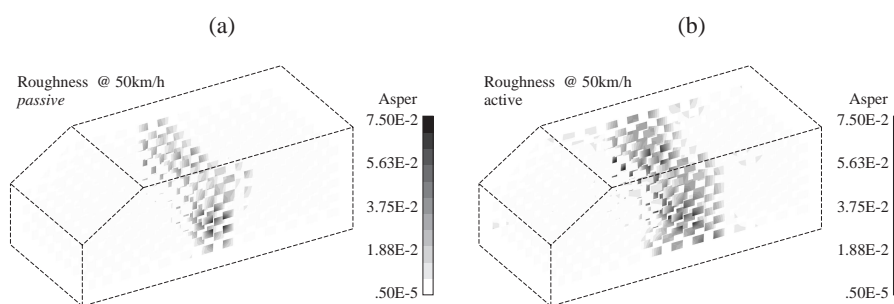 (a)
Roughness @ 50km/h
passive
Asper
7.50E-2
5.63E-2
3.75E-2
1.88E-2
.50E-5
(b)
Roughness @ 50km/h
active
Asper
7.50E-2
5.63E-2
3.75E-2
1.88E-2
.50E-5